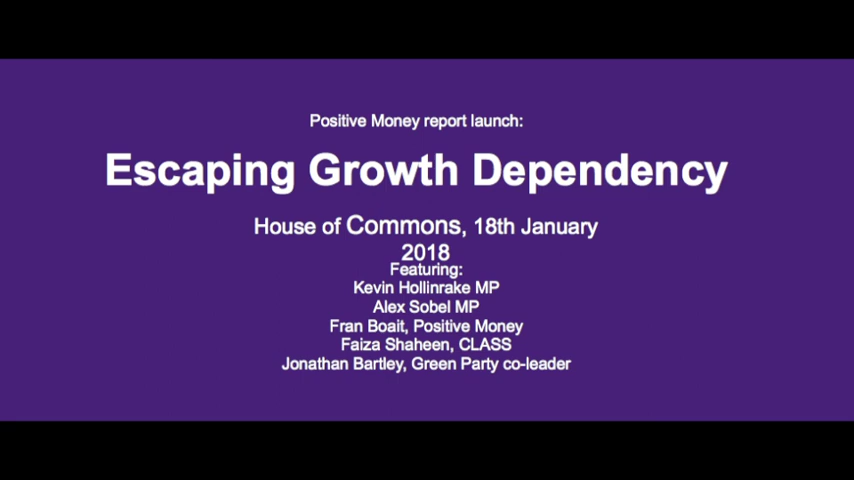 Positive Money report launch:
Escaping Growth Dependency
House of Commons, 18th January
2018
Featuring:
Kevin Hollinrake MP
Alex Sobel MP
Fran Boait, Positive Money
Faiza Shaheen, CLASS
Jonathan Bartley, Green Party co-leader